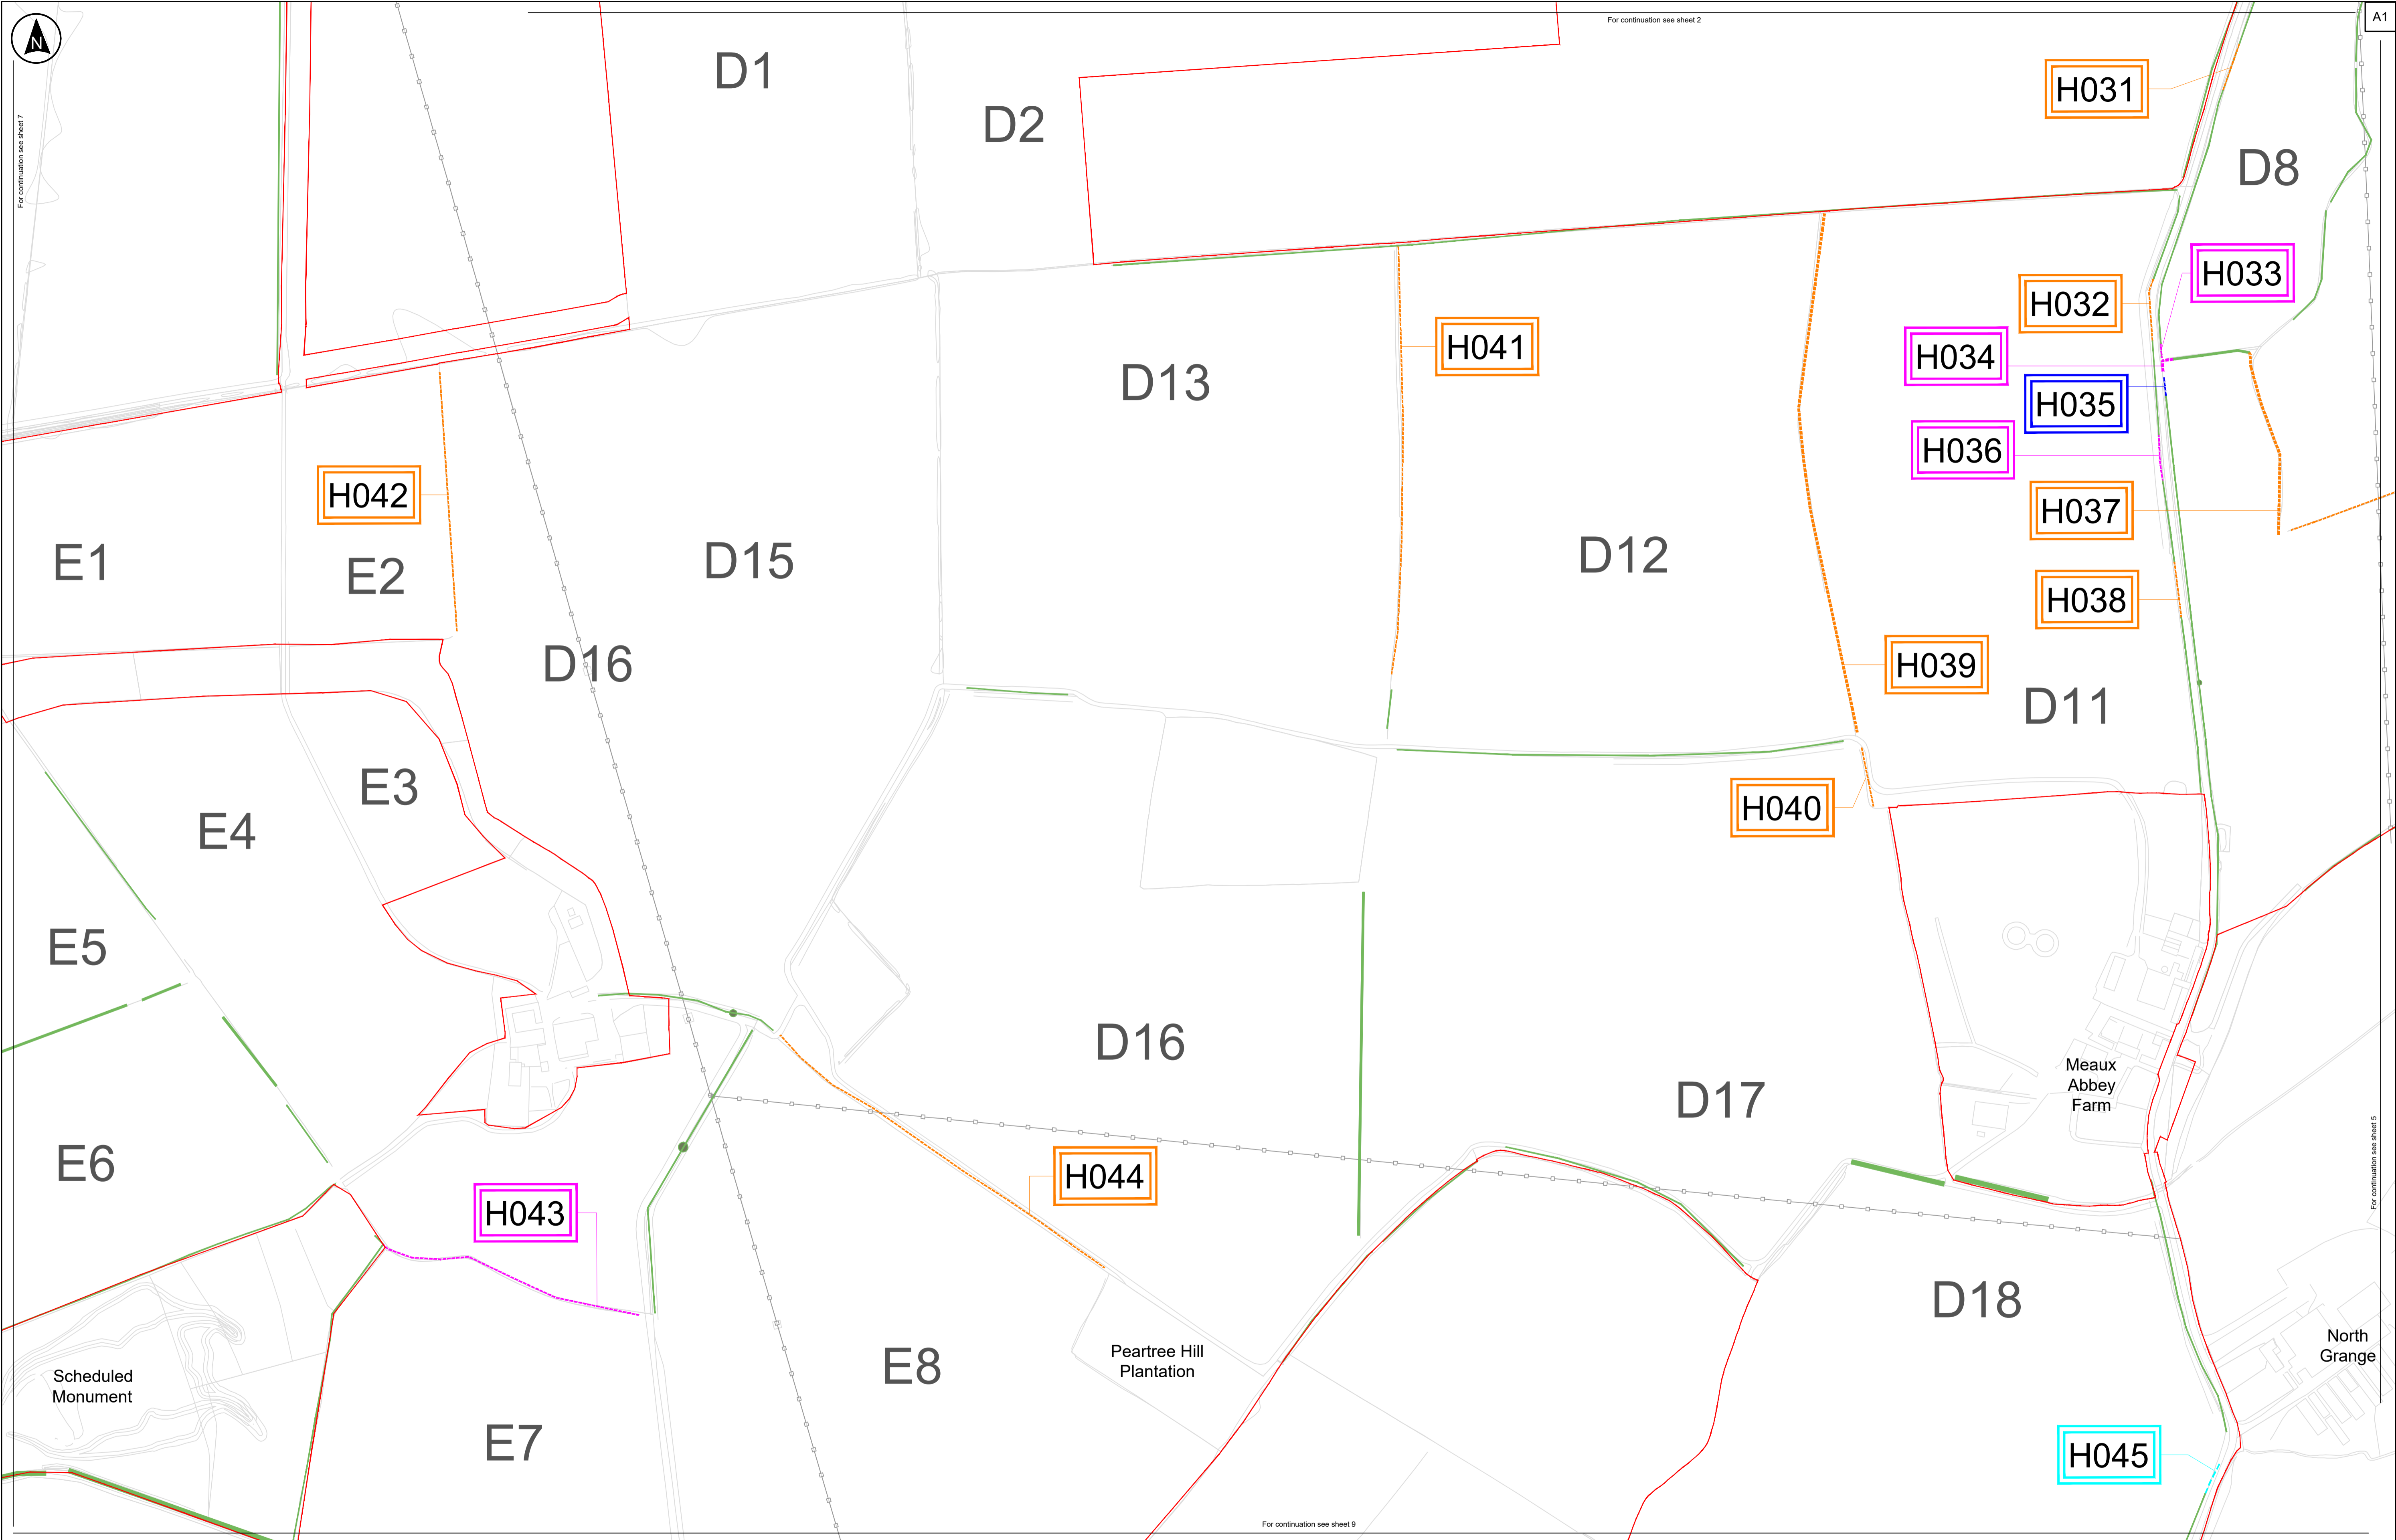 For continuation see sheet 2
A1
N
For continuation see sheet 7
D1
D2
H031
D8
H033
H032
H034
H041
D13
H035
H036
H042
H037
D12
D15
E1
E2
H038
D16
H039
D11
E3
H040
E4
E5
D16
Meaux
Abbey
Farm
D17
E6
H044
For continuation see sheet 5
H043
D18
North
Grange
Peartree Hill
Plantation
E8
Scheduled
Monument
E7
H045
For continuation see sheet 9